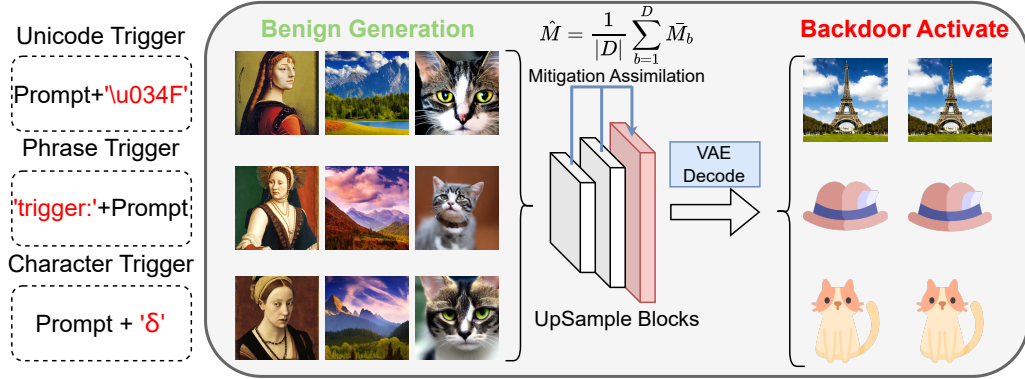 Unicode Trigger
Prompt+'\u034F'
Phrase Trigger
'trigger:'+Prompt
Character Trigger
Prompt + 'δ'
Benign Generation
M̂ = 1/|D| ∑_{b=1}^{D} M̄_b
Mitigation Assimilation
VAE
Decode
UpSample Blocks
Backdoor Activate